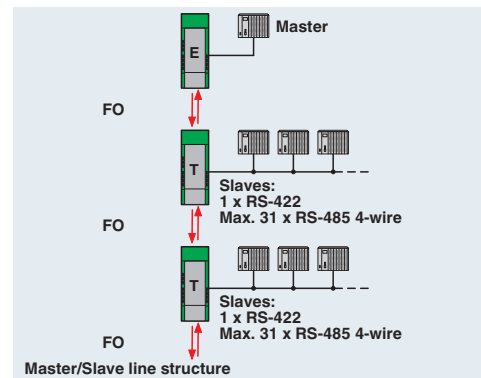 Master
E
FO
T
Slaves:
1 x RS-422
Max. 31 x RS-485 4-wire
FO
T
Slaves:
1 x RS-422
Max. 31 x RS-485 4-wire
FO
Master/Slave line structure